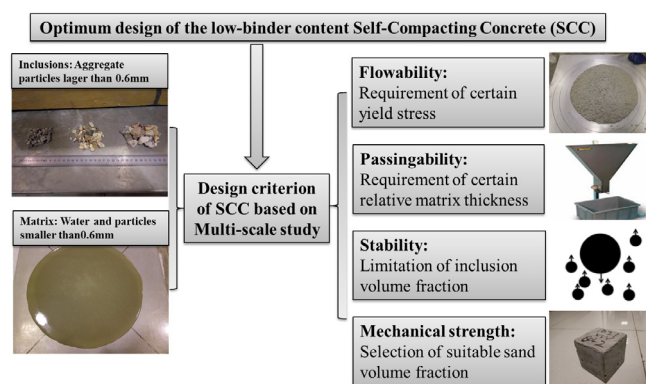 Optimum design of the low-binder content Self-Compacting Concrete (SCC)
Inclusions: Aggregate
particles lager than 0.6mm
Matrix: Water and particles
smaller than0.6mm
Design criterion
of SCC based on
Multi-scale study
Flowability:
Requirement of certain
yield stress
Passingability:
Requirement of certain
relative matrix thickness
Stability:
Limitation of inclusion
volume fraction
Mechanical strength:
Selection of suitable sand
volume fraction